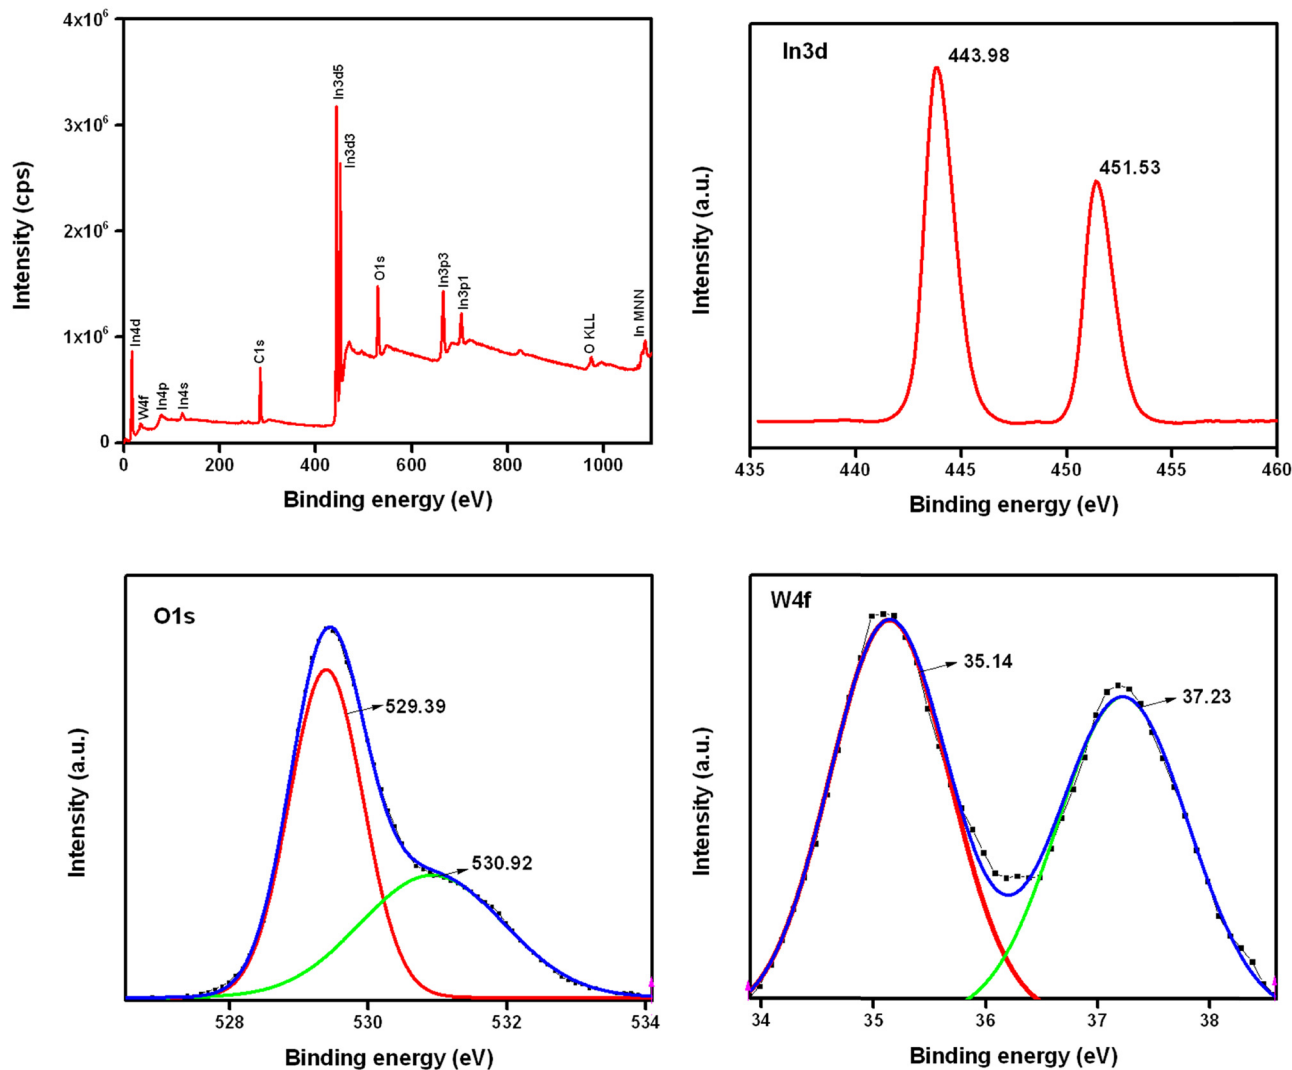 4x10⁶
3x10⁶
2x10⁶
1x10⁶
0
Intensity (cps)
In4d
W4f
In4p
In4s
C1s
In3d5
In3d3
O1s
In3p3
In3p1
O KLL
In MNN
0 200 400 600 800 1000
Binding energy (eV)
In3d
443.98
451.53
Intensity (a.u.)
435 440 445 450 455 460
Binding energy (eV)
O1s
529.39
530.92
Intensity (a.u.)
528 530 532 534
Binding energy (eV)
W4f
35.14
37.23
Intensity (a.u.)
34 35 36 37 38
Binding energy (eV)